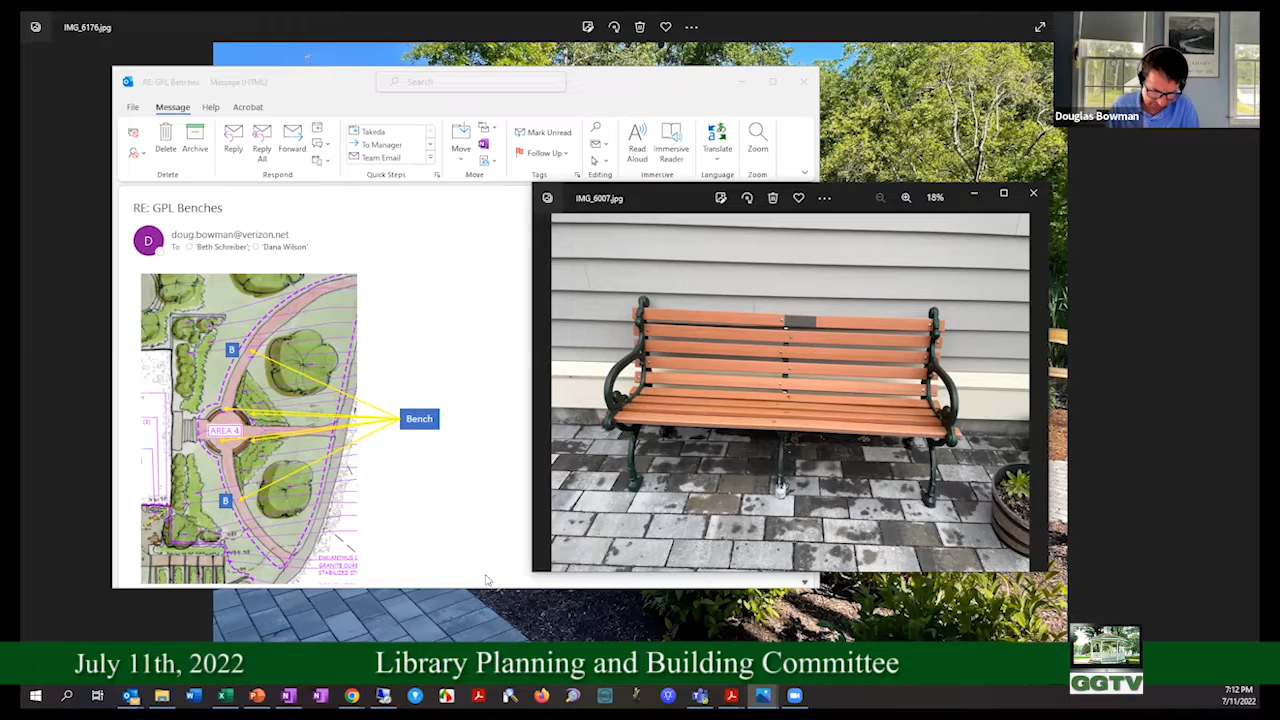 IMG_6176.jpg
Douglas Bowman
RE: GPL Benches Message (HTML)
Search
File Message Help Acrobat
Delete Archive
Reply Reply All Forward
Takeda
To Manager
Team Email
Move
Mark Unread
Follow Up
Read Aloud Immersive Reader
Translate
Zoom
Delete Respond Quick Steps Move Tags Editing Immersive Language Zoom
RE: GPL Benches
D
doug.bowman@verizon.net
To 'Beth Schreiber'; 'Dana Wilson'
B
AREA 4
Bench
B
IMG_6007.jpg
18%
July 11th, 2022
Library Planning and Building Committee
GGTV
7:12 PM
7/11/2022